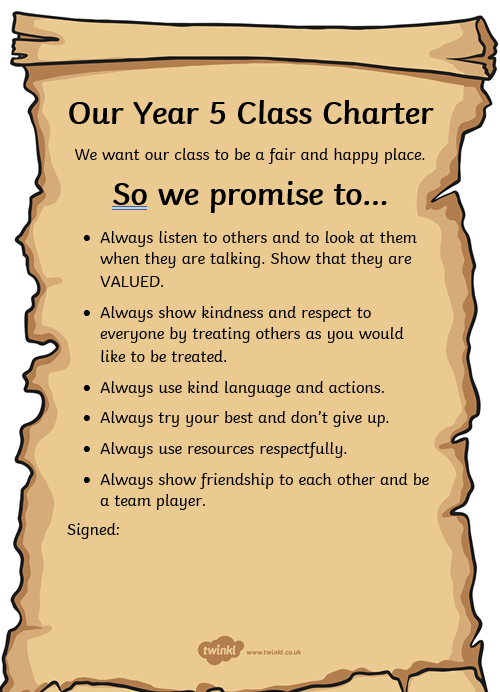 Our Year 5 Class Charter
We want our class to be a fair and happy place.
So we promise to...
• Always listen to others and to look at them
when they are talking. Show that they are
VALUED.
• Always show kindness and respect to
everyone by treating others as you would
like to be treated.
• Always use kind language and actions.
• Always try your best and don't give up.
• Always use resources respectfully.
• Always show friendship to each other and be
a team player.
Signed:
twinkl www.twinkl.co.uk